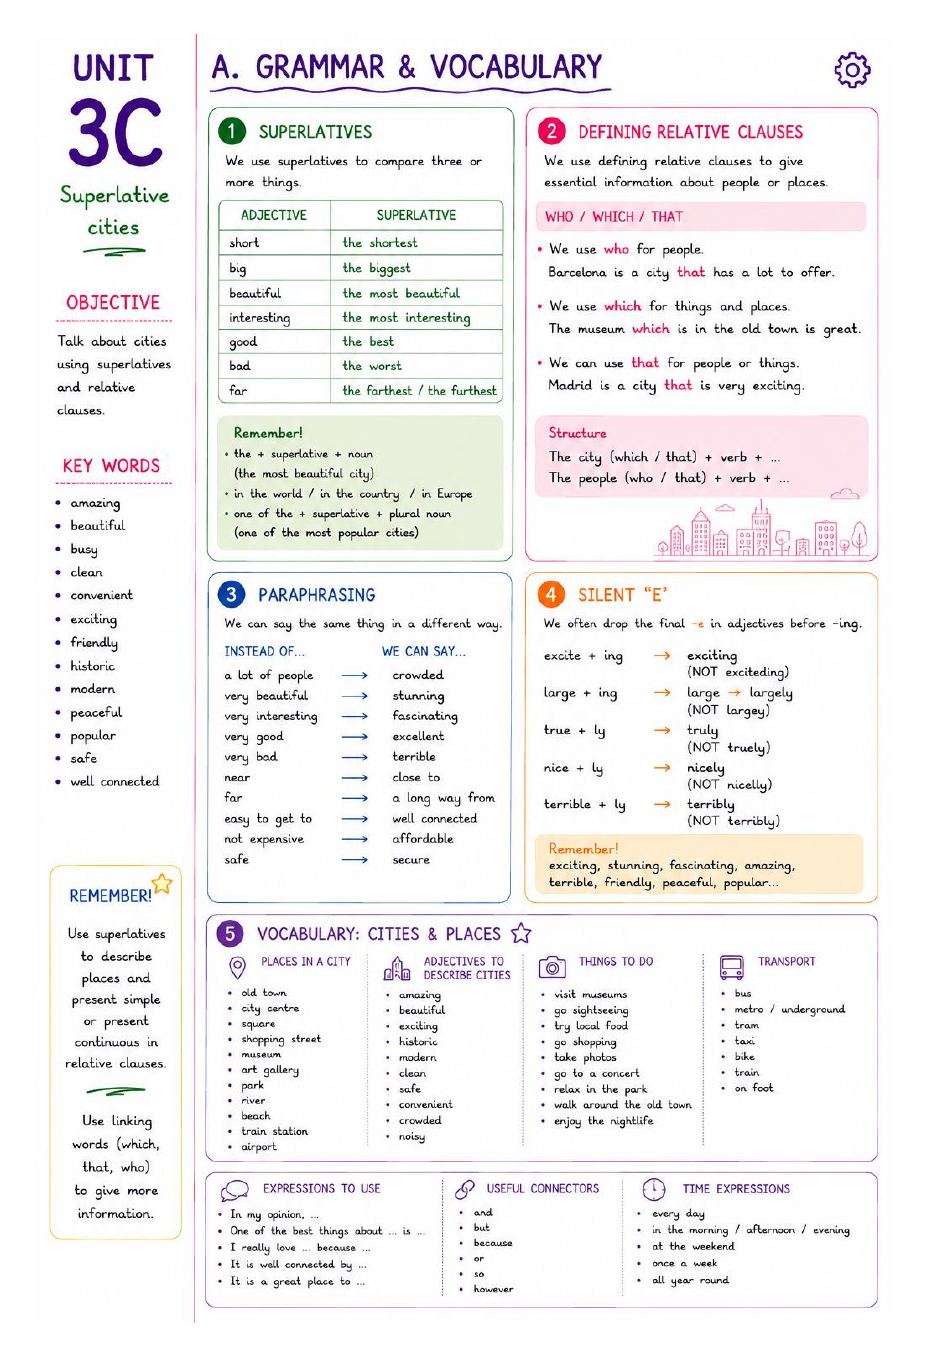 UNIT
3C
Superlative
cities
OBJECTIVE
Talk about cities
using superlatives
and relative
clauses.
KEY WORDS
• amazing
• beautiful
• busy
• clean
• convenient
• exciting
• friendly
• historic
• modern
• peaceful
• popular
• safe
• well connected
REMEMBER!
Use superlatives
to describe
places and
present simple
or present
continuous in
relative clauses.
Use linking
words (which,
that, who)
to give more
information.
A. GRAMMAR & VOCABULARY
1 SUPERLATIVES
We use superlatives to compare three or
more things.
ADJECTIVE SUPERLATIVE
short the shortest
big the biggest
beautiful the most beautiful
interesting the most interesting
good the best
bad the worst
far the farthest / the furthest
Remember!
• the + superlative + noun
(the most beautiful city)
• in the world / in the country / in Europe
• one of the + superlative + plural noun
(one of the most popular cities)
2 DEFINING RELATIVE CLAUSES
We use defining relative clauses to give
essential information about people or places.
WHO / WHICH / THAT
• We use who for people.
Barcelona is a city that has a lot to offer.
• We use which for things and places.
The museum which is in the old town is great.
• We can use that for people or things.
Madrid is a city that is very exciting.
Structure
The city (which / that) + verb + ...
The people (who / that) + verb + ...
3 PARAPHRASING
We can say the same thing in a different way.
INSTEAD OF... WE CAN SAY...
a lot of people → crowded
very beautiful → stunning
very interesting → fascinating
very good → excellent
very bad → terrible
near → close to
far → a long way from
easy to get to → well connected
not expensive → affordable
safe → secure
4 SILENT "E'
We often drop the final -e in adjectives before -ing.
excite + ing → exciting
(NOT exciteding)
large + ing → large → largely
(NOT largey)
true + ly → truly
(NOT truely)
nice + ly → nicely
(NOT nicelly)
terrible + ly → terribly
(NOT terribly)
Remember!
exciting, stunning, fascinating, amazing,
terrible, friendly, peaceful, popular...
5 VOCABULARY: CITIES & PLACES
PLACES IN A CITY
• old town
• city centre
• square
• shopping street
• museum
• art gallery
• park
• river
• beach
• train station
• airport
ADJECTIVES TO
DESCRIBE CITIES
• amazing
• beautiful
• exciting
• historic
• modern
• clean
• safe
• convenient
• crowded
• noisy
THINGS TO DO
• visit museums
• go sightseeing
• try local food
• go shopping
• take photos
• go to a concert
• relax in the park
• walk around the old town
• enjoy the nightlife
TRANSPORT
• bus
• metro / underground
• tram
• taxi
• bike
• train
• on foot
EXPRESSIONS TO USE
• In my opinion, ...
• One of the best things about ... is ...
• I really love ... because ...
• It is well connected by ...
• It is a great place to ...
USEFUL CONNECTORS
• and
• but
• because
• or
• so
• however
TIME EXPRESSIONS
• every day
• in the morning / afternoon / evening
• at the weekend
• once a week
• all year round